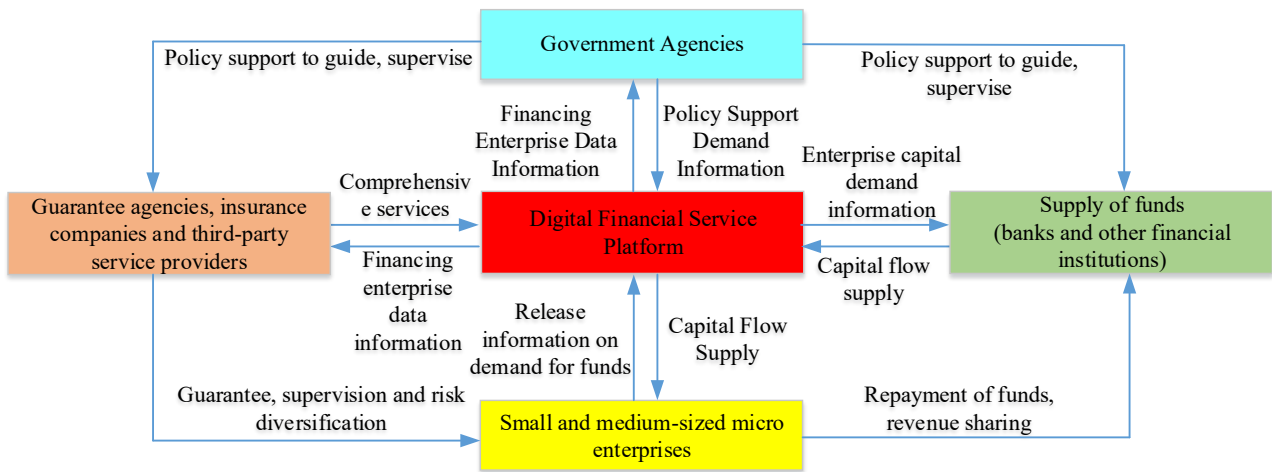 Government Agencies
Policy support to guide, supervise
Policy support to guide,
supervise
Financing
Enterprise Data
Information
Policy Support
Demand
Information
Comprehensiv
e services
Enterprise capital
demand
information
Guarantee agencies, insurance
companies and third-party
service providers
Digital Financial Service
Platform
Supply of funds
(banks and other financial
institutions)
Financing
enterprise
data
information
Capital flow
supply
Release
information on
demand for funds
Capital Flow
Supply
Guarantee, supervision and risk
diversification
Repayment of funds,
revenue sharing
Small and medium-sized micro
enterprises